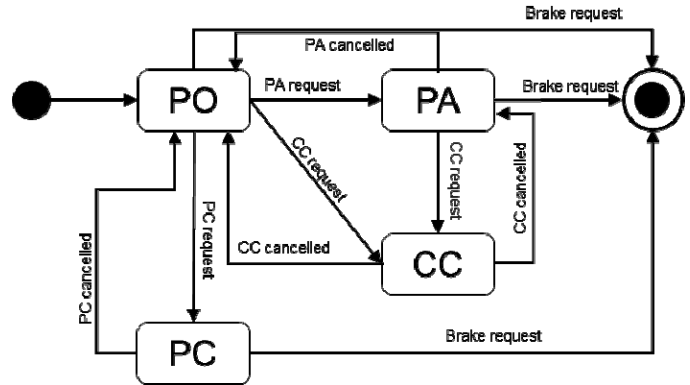 Brake request
PA cancelled
PO
PA request
PA
Brake request
CC request
CC request
CC cancelled
PC request
CC cancelled
CC
PC cancelled
Brake request
PC